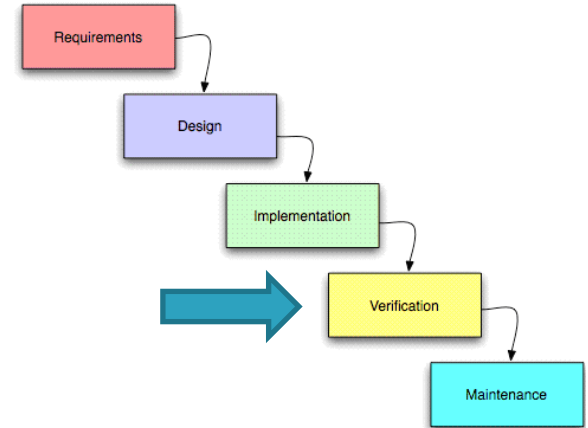 Requirements
Design
Implementation
Verification
Maintenance